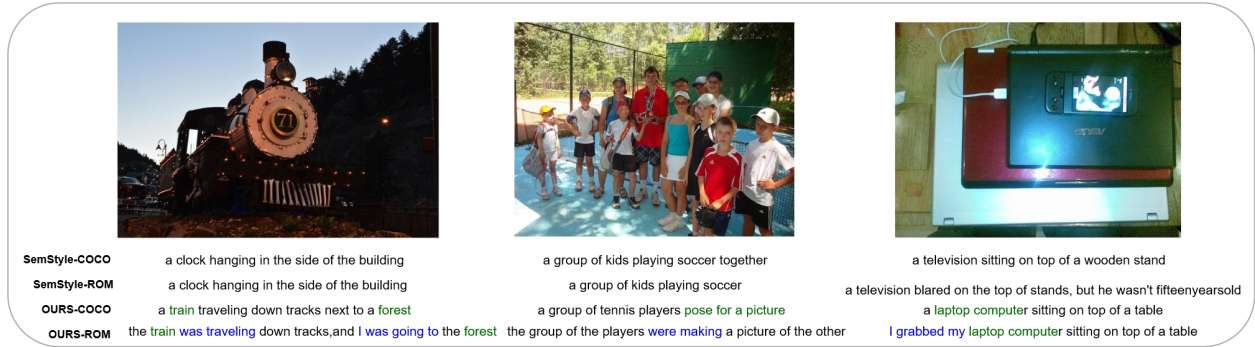 71
ASUS
SemStyle-COCO a clock hanging in the side of the building a group of kids playing soccer together a television sitting on top of a wooden stand
SemStyle-ROM a clock hanging in the side of the building a group of kids playing soccer a television blared on the top of stands, but he wasn't fifteenyearsold
OURS-COCO a train traveling down tracks next to a forest a group of tennis players pose for a picture a laptop computer sitting on top of a table
OURS-ROM the train was traveling down tracks,and I was going to the forest the group of the players were making a picture of the other I grabbed my laptop computer sitting on top of a table